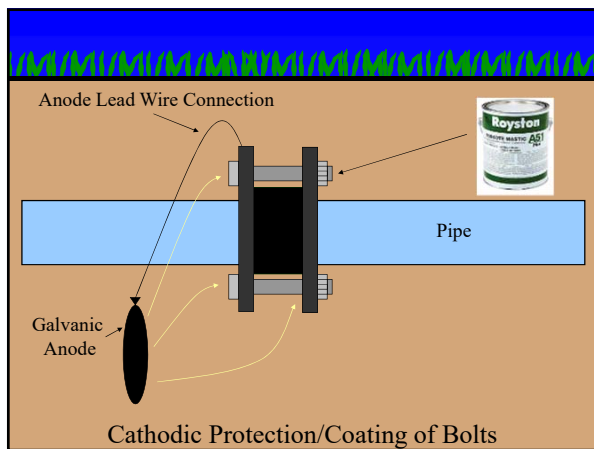 Anode Lead Wire Connection
Royston
A51
Pipe
Galvanic
Anode
Cathodic Protection/Coating of Bolts